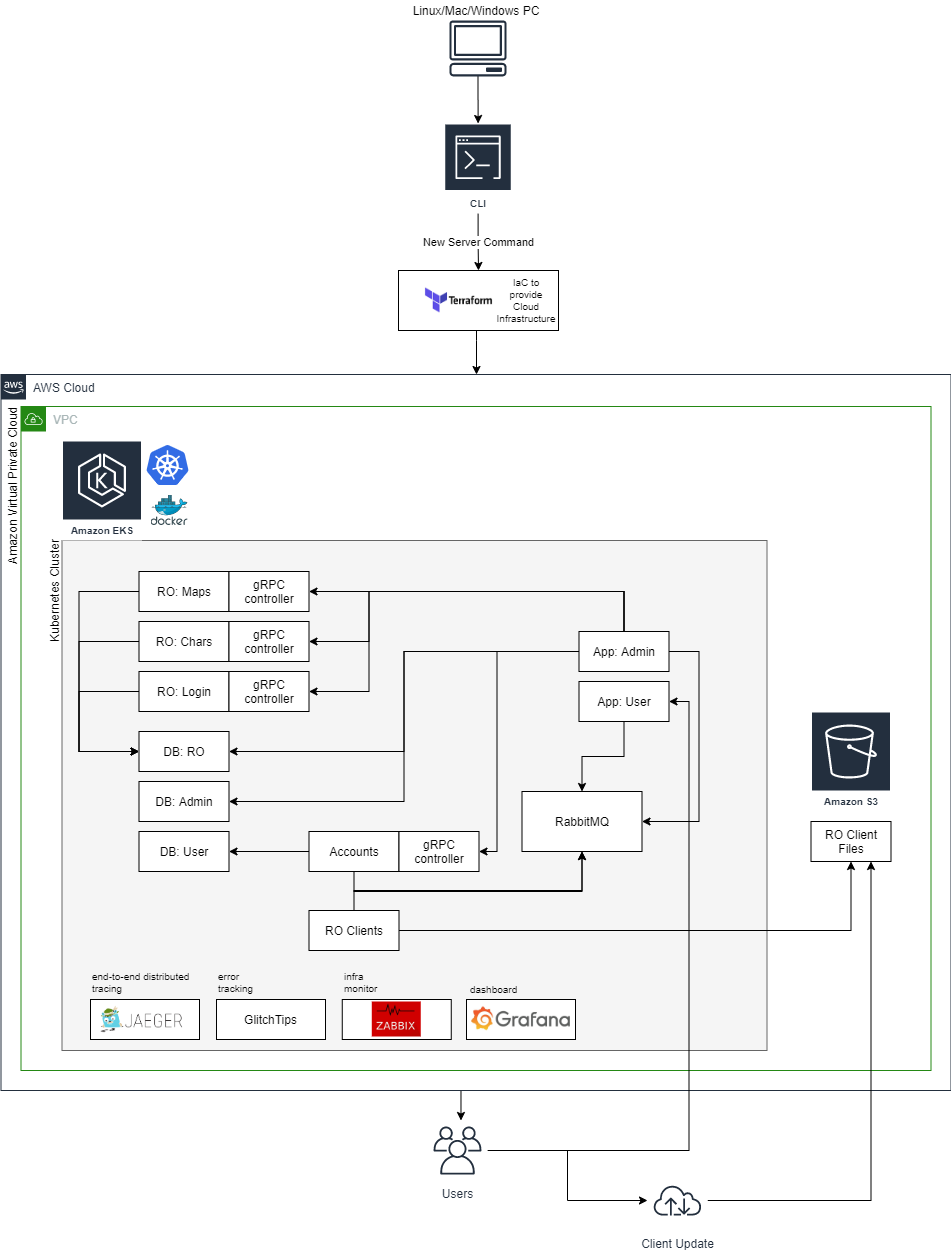 Linux/Mac/Windows PC
CLI
New Server Command
Terraform
IaC to
provide
Cloud
Infrastructure
aws
AWS Cloud
Amazon Virtual Private Cloud
VPC
K
Amazon EKS
docker
Kubernetes Cluster
RO: Maps
gRPC
controller
RO: Chars
gRPC
controller
RO: Login
gRPC
controller
App: Admin
App: User
DB: RO
DB: Admin
DB: User
Accounts
gRPC
controller
RabbitMQ
RO Clients
Amazon S3
RO Client
Files
end-to-end distributed
tracing
JAEGER
error
tracking
GlitchTips
infra
monitor
ZABBIX
dashboard
Grafana
Users
Client Update